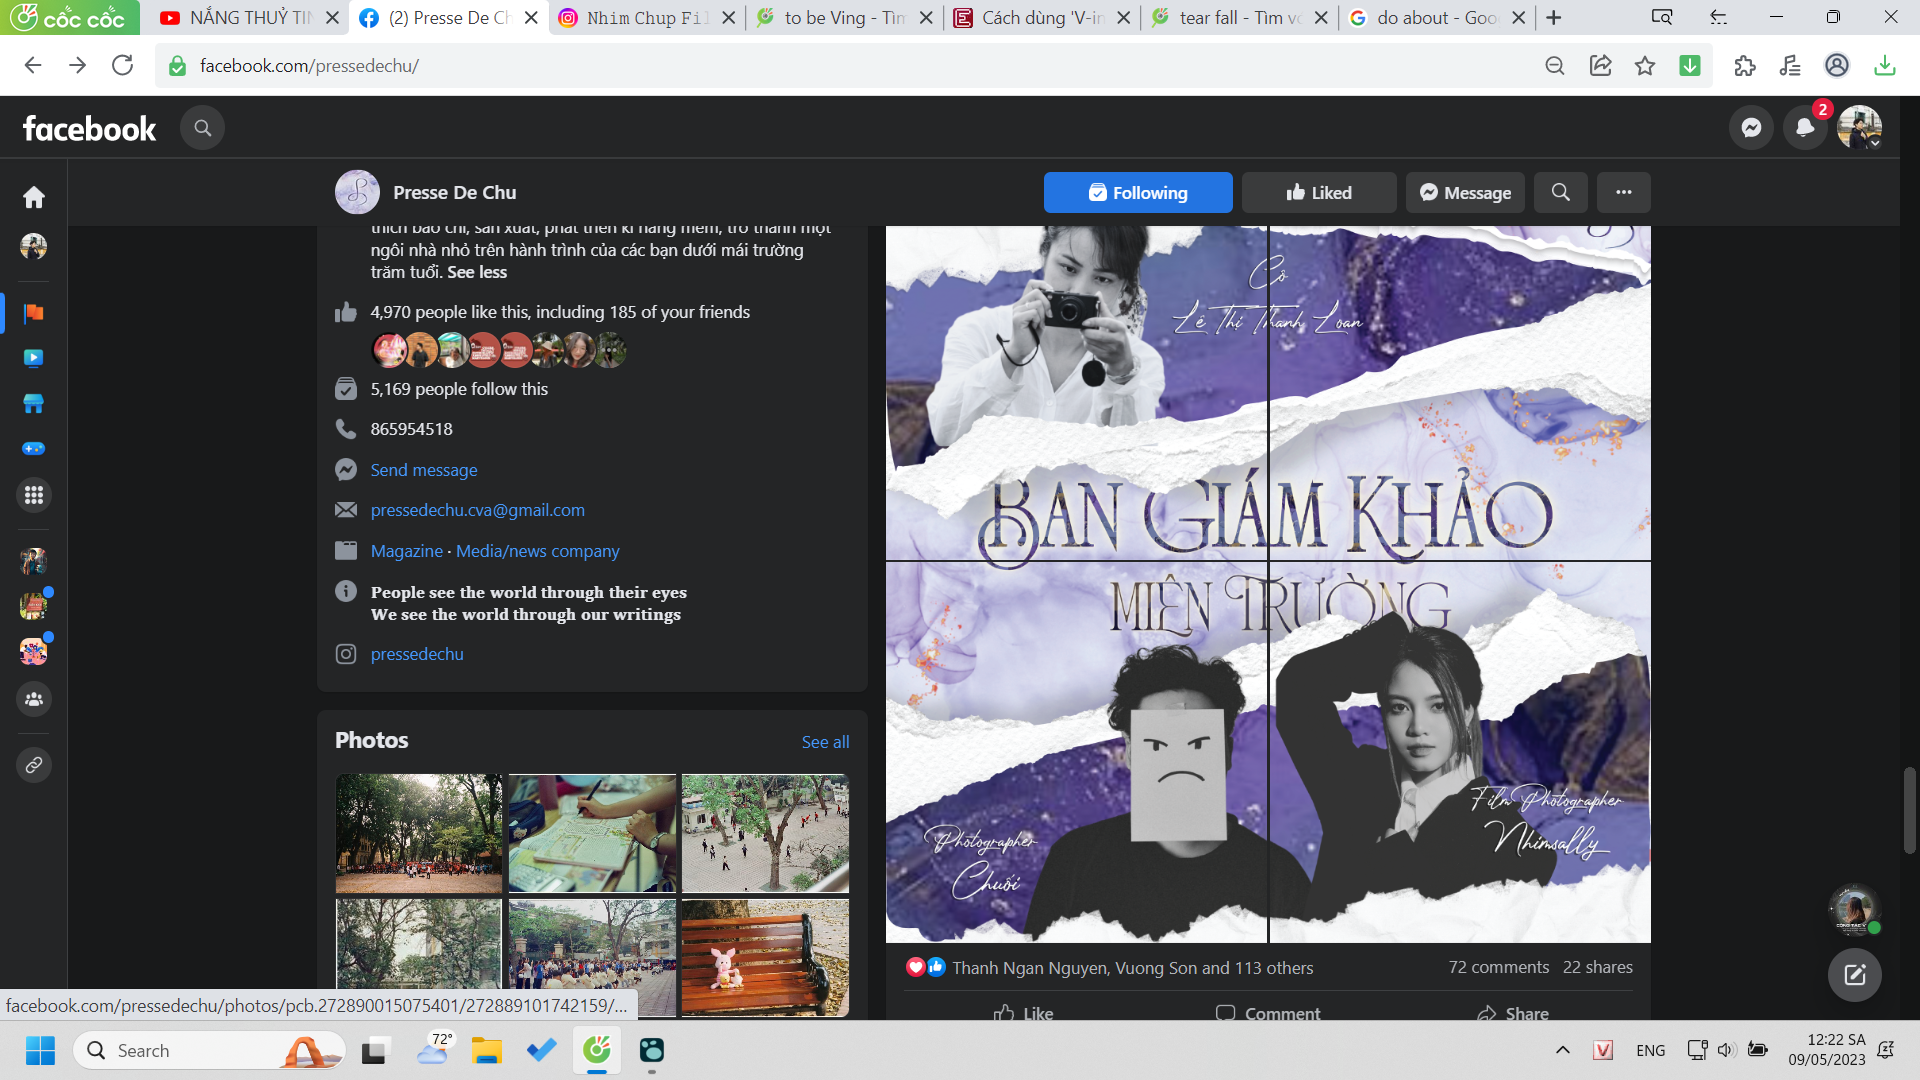 cốc cốc
NẮNG THUỶ TIN
(2) Presse De Ch
Nhim Chup Fil
to be Ving - Tìm
Cách dùng 'V-in
tear fall - Tìm vớ
do about - Goo
facebook.com/pressedechu/
facebook
2
Presse De Chu
Following
Liked
Message
thích báo chí, sản xuất, phát triển kĩ năng mềm, trở thành một
ngôi nhà nhỏ trên hành trình của các bạn dưới mái trường
trăm tuổi. See less
4,970 people like this, including 185 of your friends
5,169 people follow this
865954518
Send message
pressedechu.cva@gmail.com
Magazine · Media/news company
People see the world through their eyes
We see the world through our writings
pressedechu
Photos
See all
Cô
Lê Thị Thanh Loan
BAN GIÁM KHẢO
MIÊN TRƯỜNG
Photographer
Chuối
Film Photographer
Nhimsally
Thanh Ngan Nguyen, Vuong Son and 113 others
72 comments
22 shares
Like
Comment
Share
facebook.com/pressedechu/photos/pcb.272890015075401/272889101742159/...
Search
72°
ENG
12:22 SA
09/05/2023